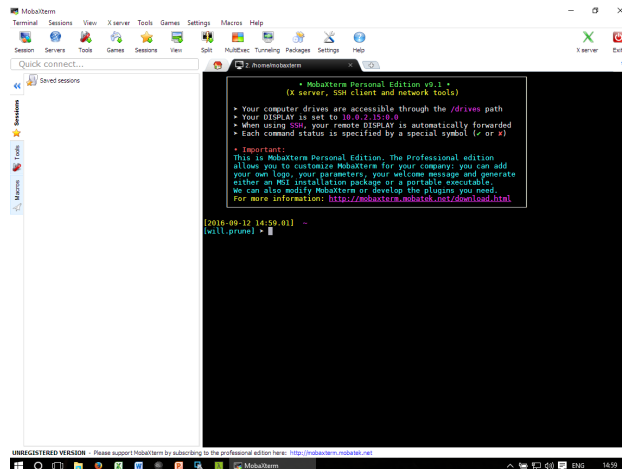 MobaXterm
Terminal Sessions View X server Tools Games Settings Macros Help
Session Servers Tools Games Sessions View Split MultiExec Tunneling Packages Settings Help X server Exit
Quick connect...
2. /home/mobaxterm
Saved sessions
Sessions
Tools
Macros
• MobaXterm Personal Edition v9.1 •
(X server, SSH client and network tools)
➤ Your computer drives are accessible through the /drives path
➤ Your DISPLAY is set to 10.0.2.15:0.0
➤ When using SSH, your remote DISPLAY is automatically forwarded
➤ Each command status is specified by a special symbol (✔ or ✘)
• Important:
This is MobaXterm Personal Edition. The Professional edition
allows you to customize MobaXterm for your company: you can add
your own logo, your parameters, your welcome message and generate
either an MSI installation package or a portable executable.
We can also modify MobaXterm or develop the plugins you need.
For more information: http://mobaxterm.mobatek.net/download.html
[2016-09-12 14:59.01] ~
[will.prune] ➤
UNREGISTERED VERSION - Please support MobaXterm by subscribing to the professional edition here: http://mobaxterm.mobatek.net
MobaXterm
ENG 14:59